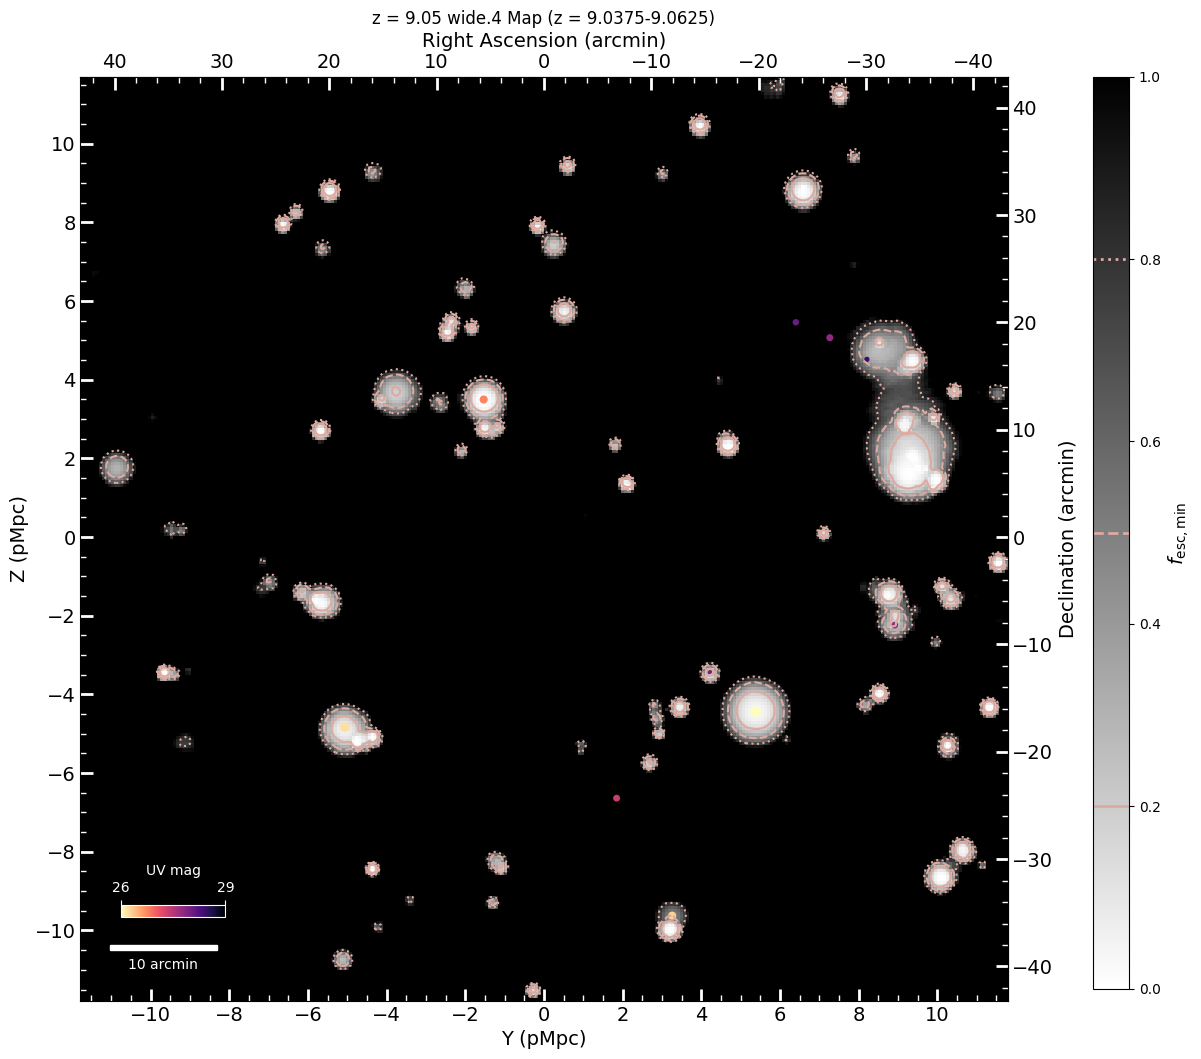 z = 9.05 wide.4 Map (z = 9.0375-9.0625)
Right Ascension (arcmin)
40 30 20 10 0 −10 −20 −30 −40
10
8
6
4
2
0
−2
−4
−6
−8
−10
Z (pMpc)
UV mag
26 29
10 arcmin
−10 −8 −6 −4 −2 0 2 4 6 8 10
Y (pMpc)
40
30
20
10
0
−10
−20
−30
−40
Declination (arcmin)
1.0
0.8
0.6
0.4
0.2
0.0
fesc,min